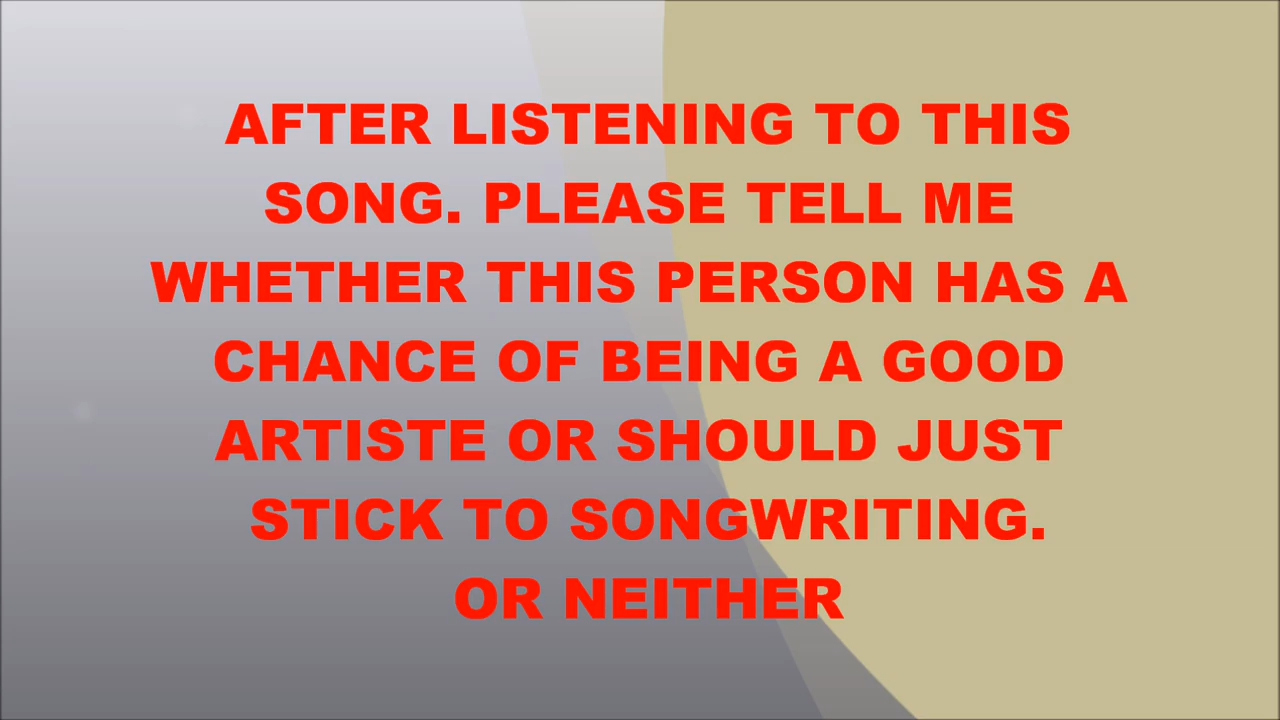 AFTER LISTENING TO THIS
SONG. PLEASE TELL ME
WHETHER THIS PERSON HAS A
CHANCE OF BEING A GOOD
ARTISTE OR SHOULD JUST
STICK TO SONGWRITING.
OR NEITHER